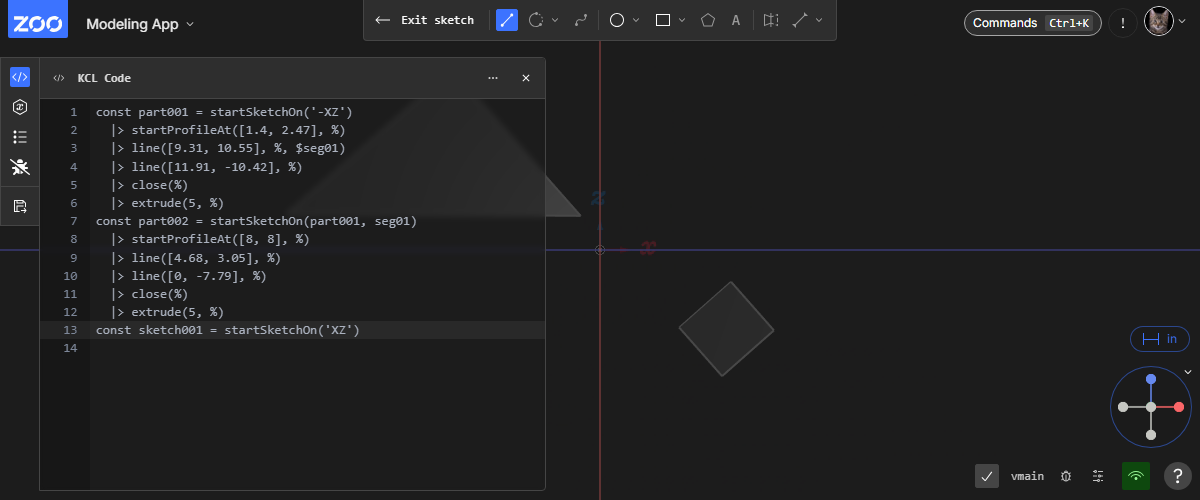 ZOO
Modeling App
Exit sketch
A
Commands Ctrl+K
!
KCL Code
1 const part001 = startSketchOn('-XZ')
2 |> startProfileAt([1.4, 2.47], %)
3 |> line([9.31, 10.55], %, $seg01)
4 |> line([11.91, -10.42], %)
5 |> close(%)
6 |> extrude(5, %)
7 const part002 = startSketchOn(part001, seg01)
8 |> startProfileAt([8, 8], %)
9 |> line([4.68, 3.05], %)
10 |> line([0, -7.79], %)
11 |> close(%)
12 |> extrude(5, %)
13 const sketch001 = startSketchOn('XZ')
14
z
x
in
vmain
?